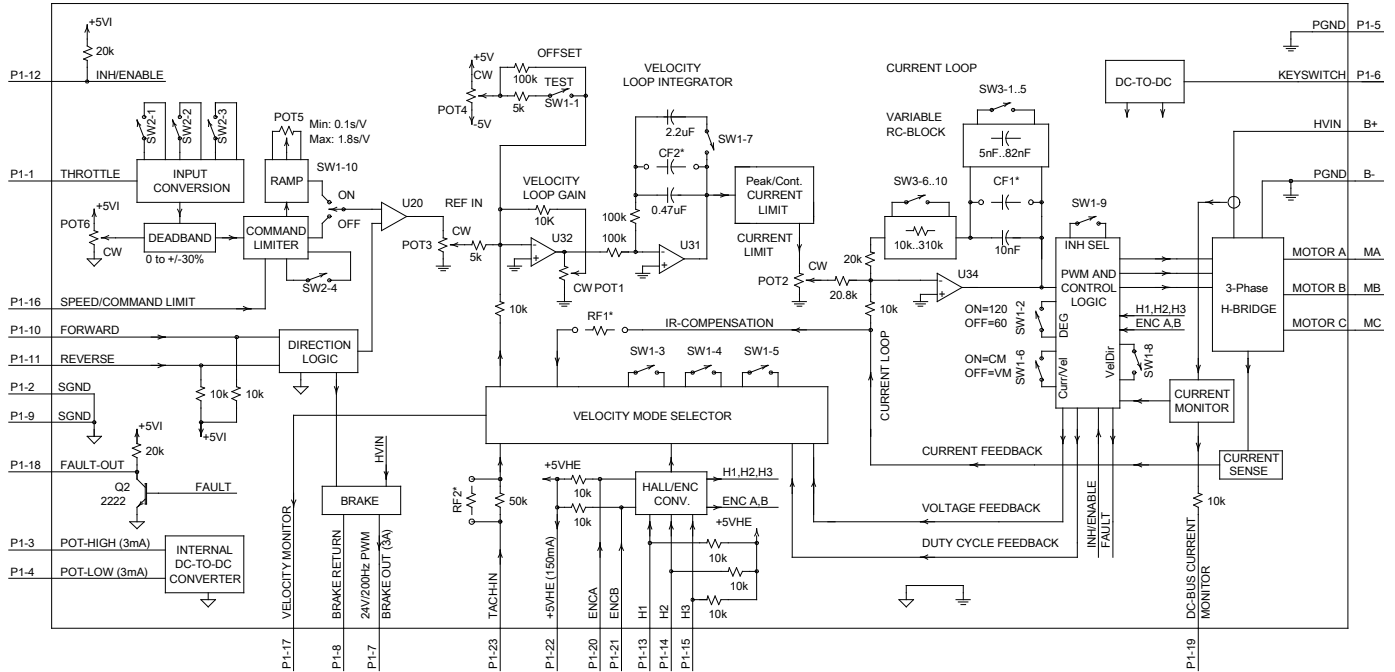 +5VI
20k
P1-12 INH/ENABLE
SW2-1
SW2-2
SW2-3
POT5
Min: 0.1s/V
Max: 1.8s/V
P1-1 THROTTLE
INPUT
CONVERSION
RAMP
SW1-10
ON
OFF
+5VI
POT6
CW
DEADBAND
0 to +/-30%
COMMAND
LIMITER
SW2-4
P1-16 SPEED/COMMAND LIMIT
P1-10 FORWARD
P1-11 REVERSE
DIRECTION
LOGIC
P1-2 SGND
P1-9 SGND
10k
10k
+5VI
+5VI
20k
P1-18 FAULT-OUT
Q2
2222
FAULT
HVIN
BRAKE
P1-3 POT-HIGH (3mA)
P1-4 POT-LOW (3mA)
INTERNAL
DC-TO-DC
CONVERTER
U20
REF IN
CW
POT3
5k
+5V
CW
POT4
-5V
OFFSET
100k
TEST
5k
SW1-1
VELOCITY
LOOP GAIN
10K
U32
CW POT1
VELOCITY
LOOP INTEGRATOR
2.2uF
SW1-7
CF2*
0.47uF
100k
100k
U31
Peak/Cont.
CURRENT
LIMIT
CURRENT
LIMIT
CW
POT2
20.8k
CURRENT LOOP
SW3-1..5
VARIABLE
RC-BLOCK
5nF..82nF
SW3-6..10
10k..310k
CF1*
10nF
20k
U34
10k
10k
RF1*
IR-COMPENSATION
CURRENT LOOP
SW1-3
SW1-4
SW1-5
VELOCITY MODE SELECTOR
SW1-9
INH SEL
PWM AND
CONTROL
LOGIC
ON=120
OFF=60
SW1-2
DEG
ON=CM
OFF=VM
SW1-6
Curr/Vel
VelDir
SW1-8
H1,H2,H3
ENC A,B
DC-TO-DC
PGND P1-5
KEYSWITCH P1-6
HVIN B+
PGND B-
MOTOR A MA
MOTOR B MB
MOTOR C MC
3-Phase
H-BRIDGE
CURRENT
MONITOR
CURRENT
SENSE
CURRENT FEEDBACK
VOLTAGE FEEDBACK
DUTY CYCLE FEEDBACK
INH/ENABLE
FAULT
10k
RF2*
50k
+5VHE
10k
10k
HALL/ENC
CONV.
H1,H2,H3
ENC A,B
+5VHE
10k
10k
10k
VELOCITY MONITOR
BRAKE RETURN
24V/200Hz PWM
BRAKE OUT (3A)
TACH-IN
+5VHE (150mA)
ENCA
ENCB
H1
H2
H3
DC-BUS CURRENT
MONITOR
P1-17
P1-8
P1-7
P1-23
P1-22
P1-20
P1-21
P1-13
P1-14
P1-15
P1-19